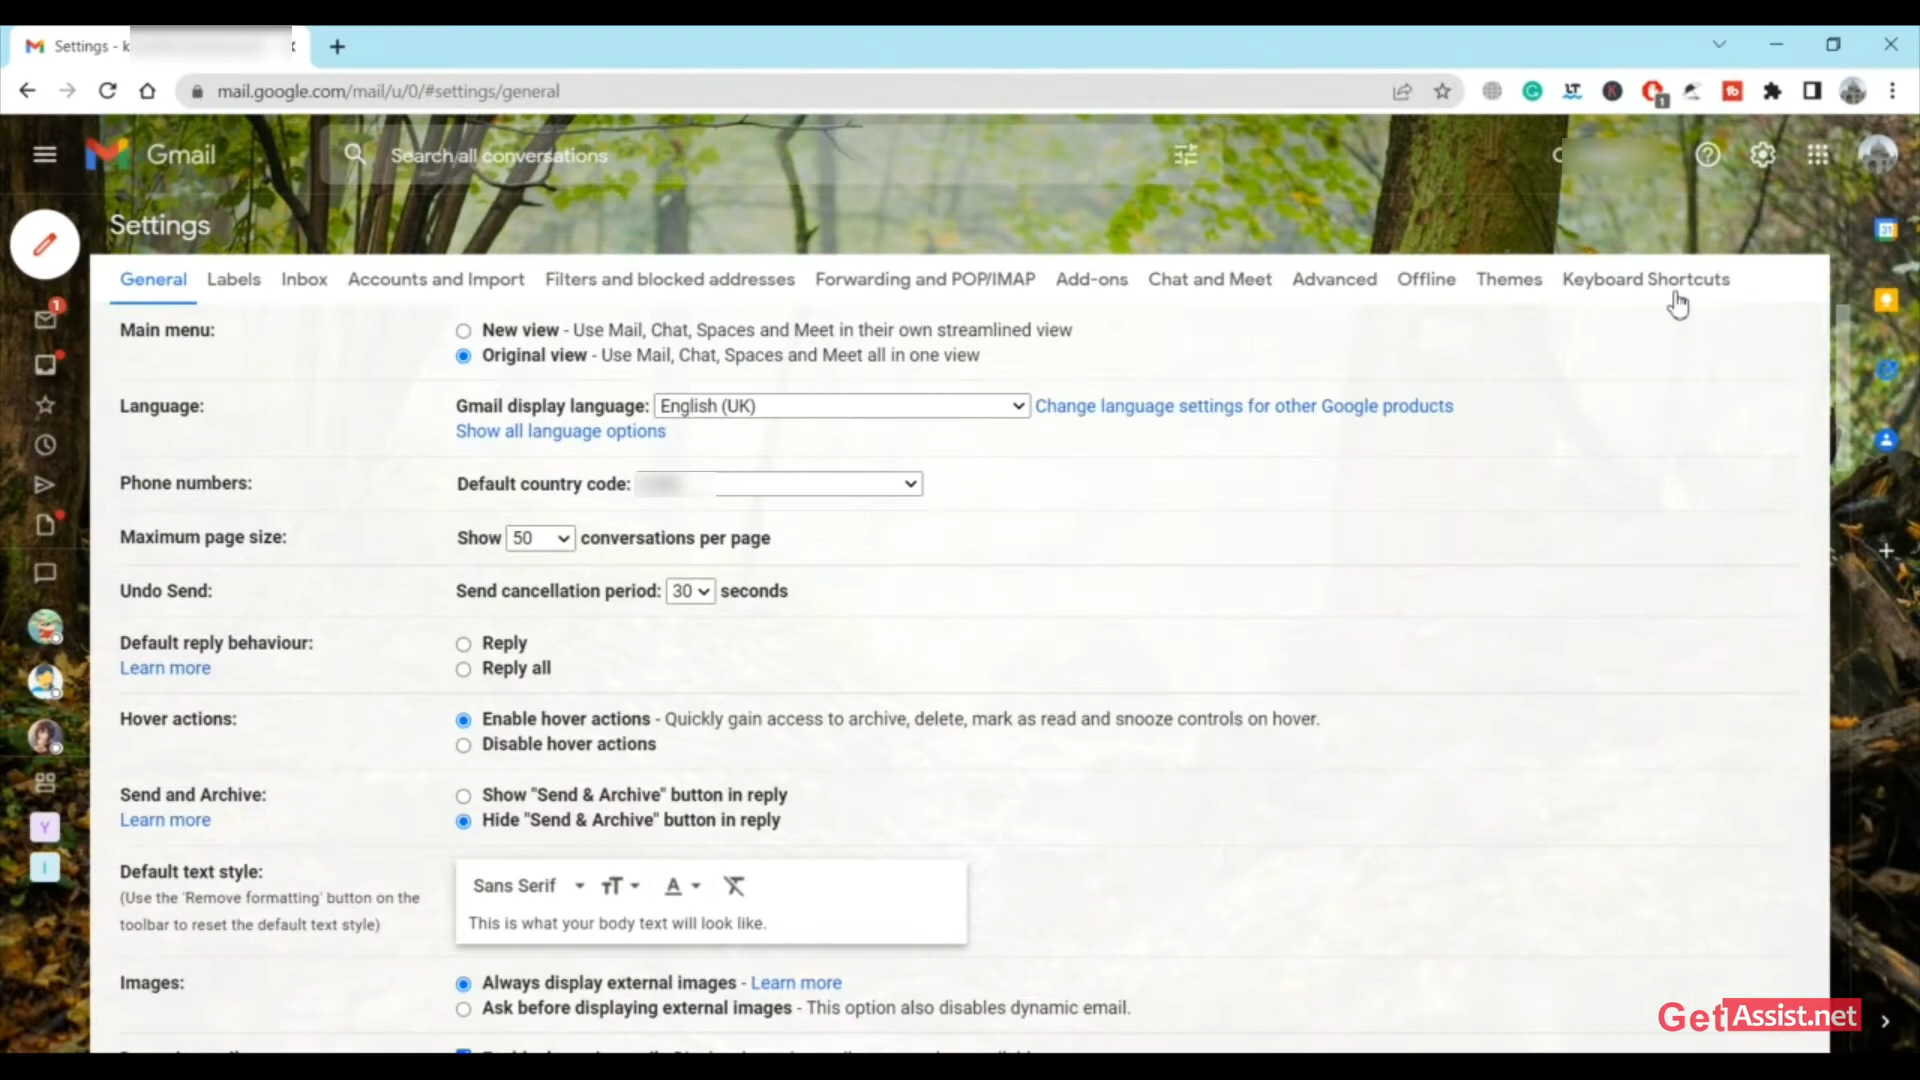 Settings - k
mail.google.com/mail/u/0/#settings/general
1
Gmail
Search all conversations
Settings
31
General Labels Inbox Accounts and Import Filters and blocked addresses Forwarding and POP/IMAP Add-ons Chat and Meet Advanced Offline Themes Keyboard Shortcuts
1
Main menu:
New view - Use Mail, Chat, Spaces and Meet in their own streamlined view
Original view - Use Mail, Chat, Spaces and Meet all in one view
Language:
Gmail display language: English (UK) Change language settings for other Google products
Show all language options
Phone numbers:
Default country code:
Maximum page size:
Show 50 conversations per page
Undo Send:
Send cancellation period: 30 seconds
Default reply behaviour:
Learn more
Reply
Reply all
Hover actions:
Enable hover actions - Quickly gain access to archive, delete, mark as read and snooze controls on hover.
Disable hover actions
Send and Archive:
Learn more
Show "Send & Archive" button in reply
Hide "Send & Archive" button in reply
Y
I
Default text style:
(Use the 'Remove formatting' button on the
toolbar to reset the default text style)
Sans Serif
This is what your body text will look like.
Images:
Always display external images - Learn more
Ask before displaying external images - This option also disables dynamic email.
GetAssist.net